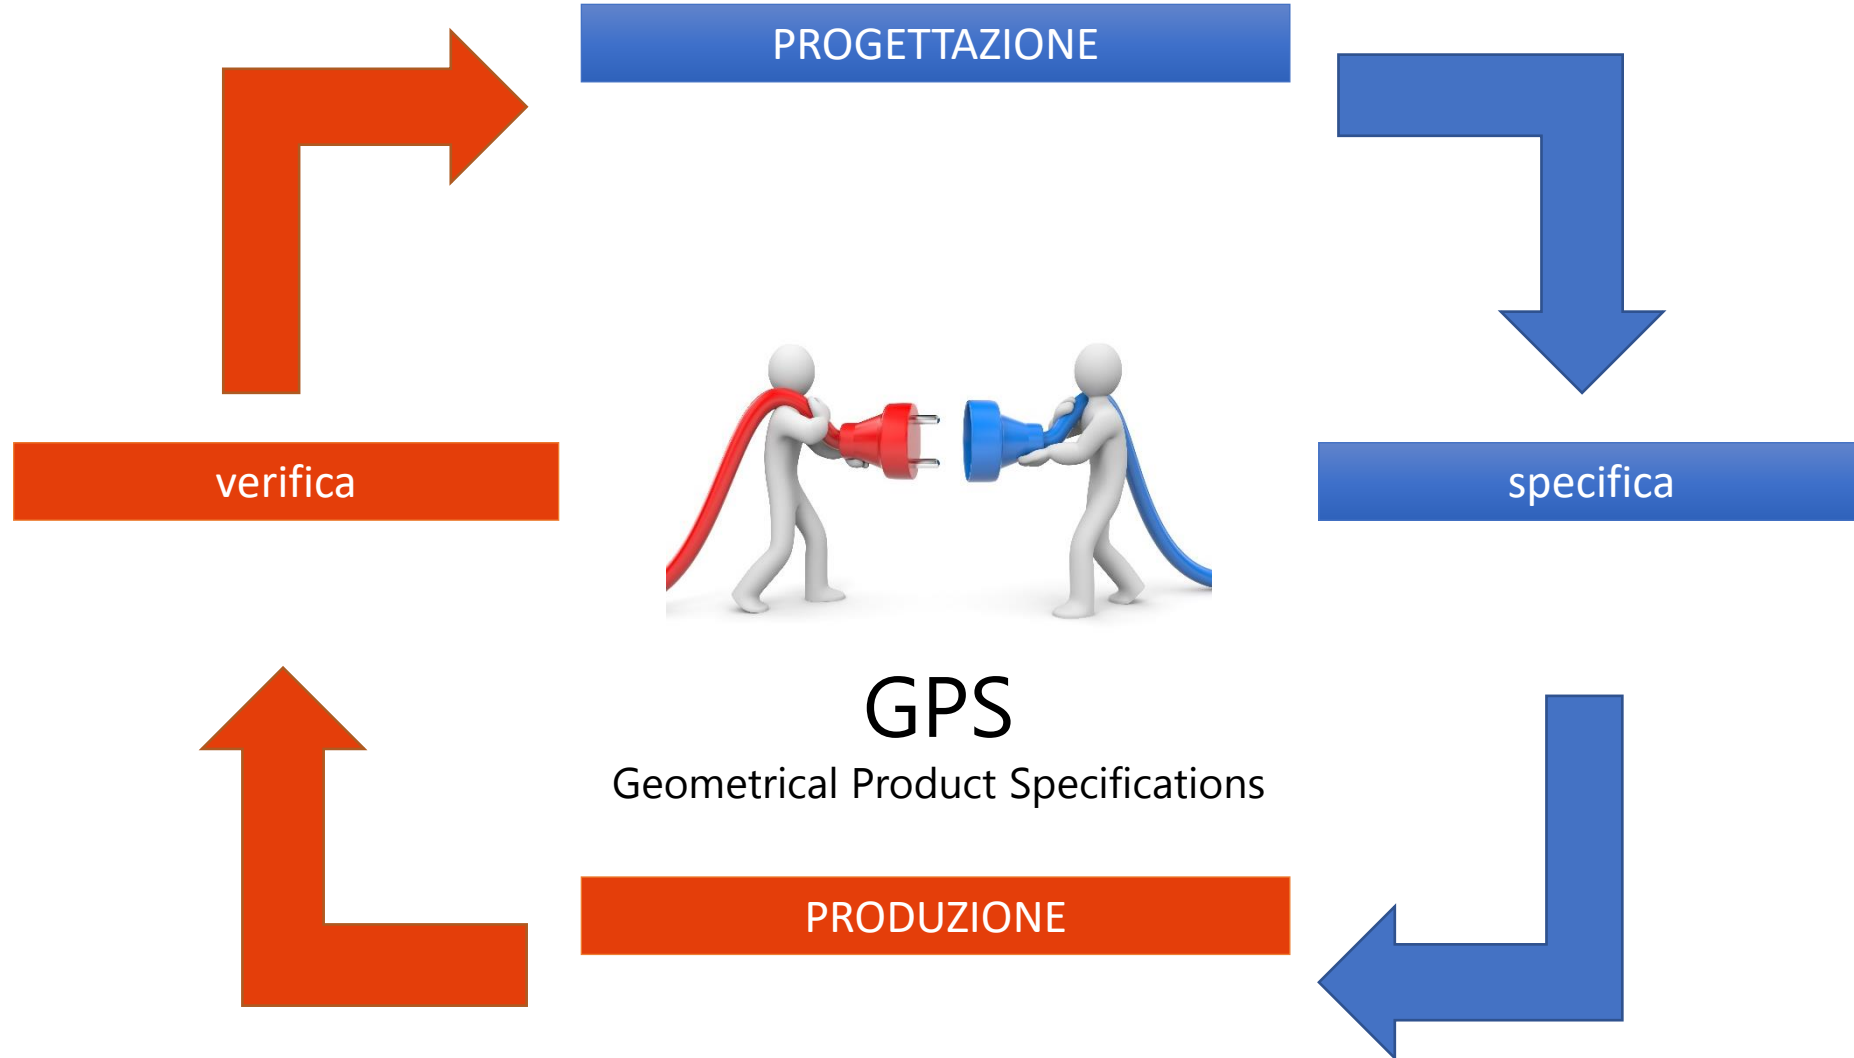 PROGETTAZIONE
verifica
specifica
GPS
Geometrical Product Specifications
PRODUZIONE